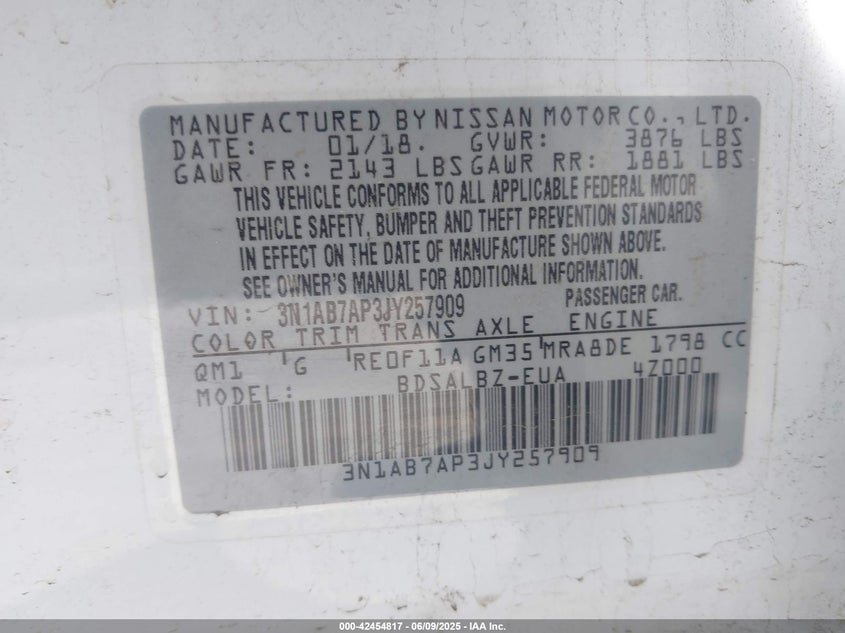 MANUFACTURED BY NISSAN MOTOR CO., LTD.
DATE: 01/18. GVWR: 3876 LBS
GAWR FR: 2143 LBS GAWR RR: 1881 LBS
THIS VEHICLE CONFORMS TO ALL APPLICABLE FEDERAL MOTOR
VEHICLE SAFETY, BUMPER AND THEFT PREVENTION STANDARDS
IN EFFECT ON THE DATE OF MANUFACTURE SHOWN ABOVE.
SEE OWNER'S MANUAL FOR ADDITIONAL INFORMATION.
VIN: 3N1AB7AP3JY257909 PASSENGER CAR.
COLOR TRIM TRANS AXLE ENGINE
QM1 G RE0F11A GM35 MRA8DE 1798 CC
MODEL: BDSALBZ-EUA 4Z000
3N1AB7AP3JY257909
000-42454817 - 06/09/2025 - IAA Inc.